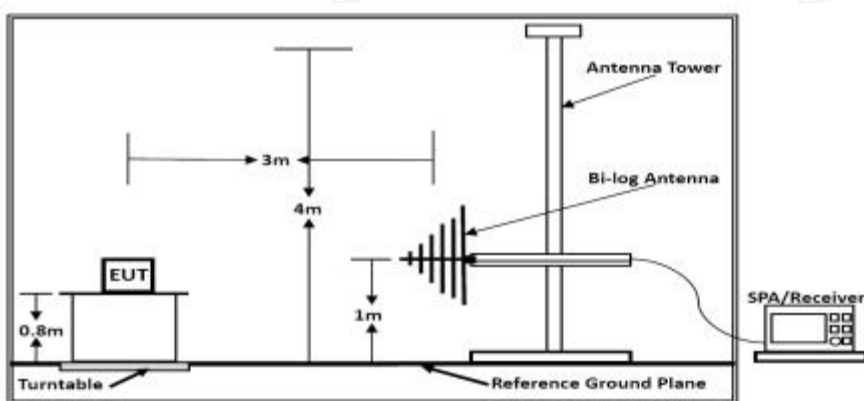 Antenna Tower
3m
Bi-log Antenna
4m
EUT
SPA/Receiver
0.8m
1m
Turntable
Reference Ground Plane